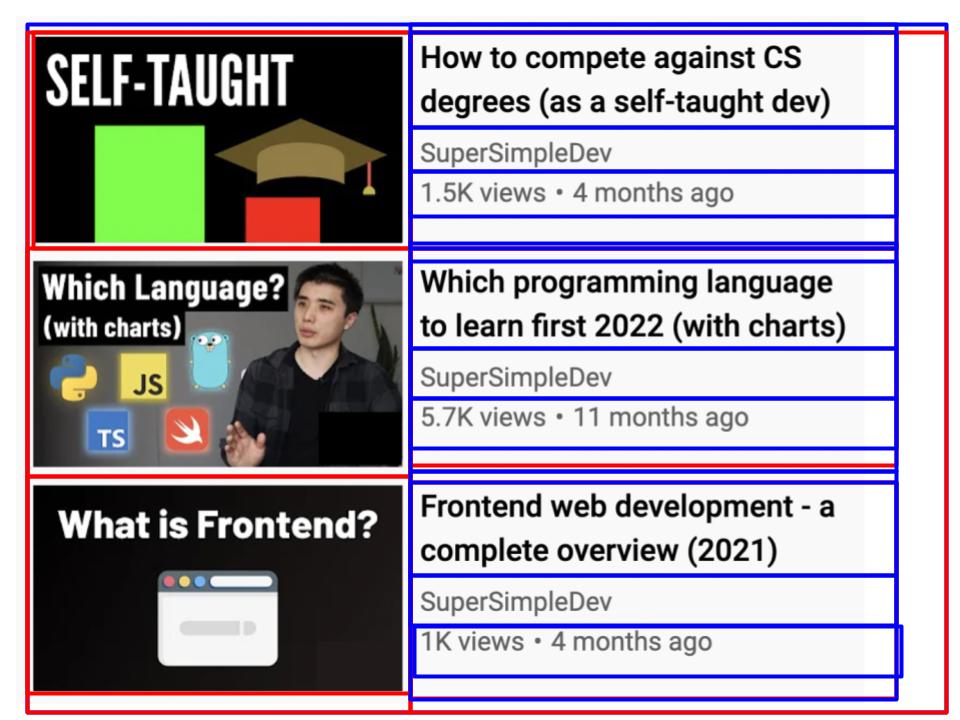 SELF-TAUGHT
How to compete against CS
degrees (as a self-taught dev)
SuperSimpleDev
1.5K views • 4 months ago
Which Language?
(with charts)
JS
TS
Which programming language
to learn first 2022 (with charts)
SuperSimpleDev
5.7K views • 11 months ago
What is Frontend?
Frontend web development - a
complete overview (2021)
SuperSimpleDev
1K views • 4 months ago